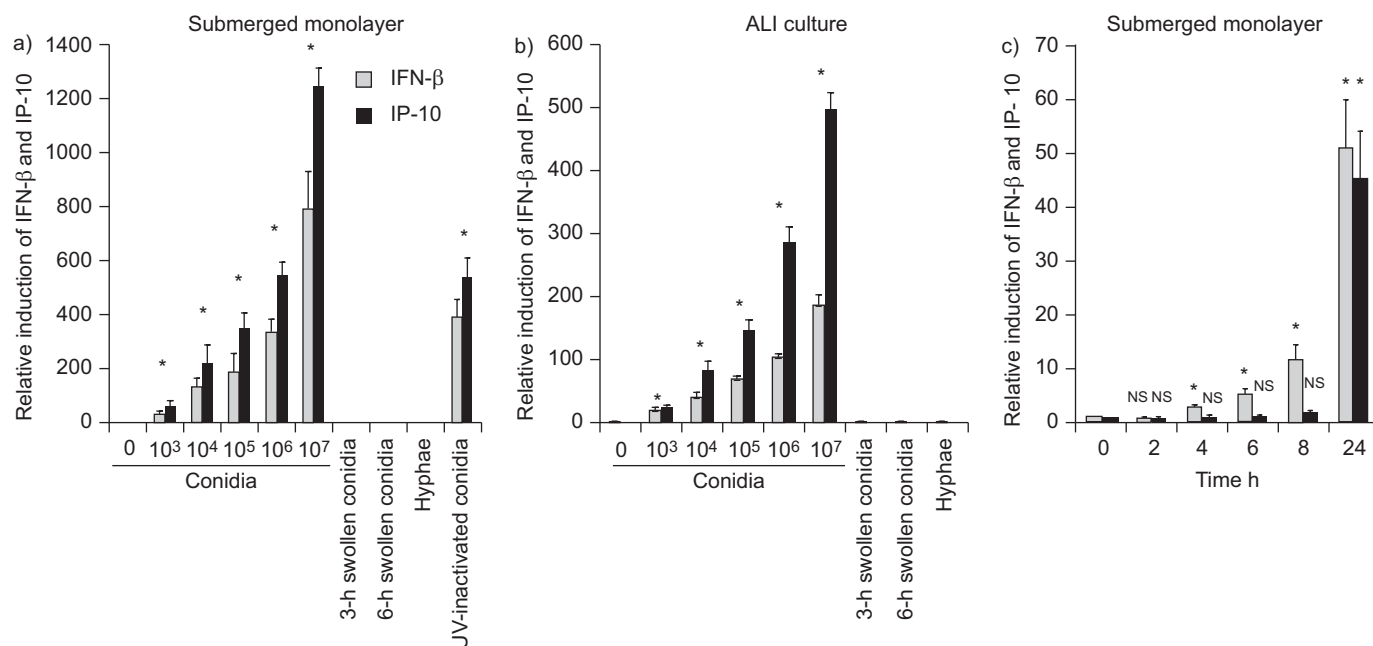 a)
Submerged monolayer
Relative induction of IFN-β and IP-10
1400
1200
1000
800
600
400
200
0
IFN-β
IP-10
* * * * * *
0 10³ 10⁴ 10⁵ 10⁶ 10⁷
Conidia
3-h swollen conidia
6-h swollen conidia
Hyphae
UV-inactivated conidia
b)
ALI culture
Relative induction of IFN-β and IP-10
600
500
400
300
200
100
0
* * * * *
0 10³ 10⁴ 10⁵ 10⁶ 10⁷
Conidia
3-h swollen conidia
6-h swollen conidia
Hyphae
c)
Submerged monolayer
Relative induction of IFN-β and IP- 10
70
60
50
40
30
20
10
0
NS NS * NS * NS * NS * *
0 2 4 6 8 24
Time h